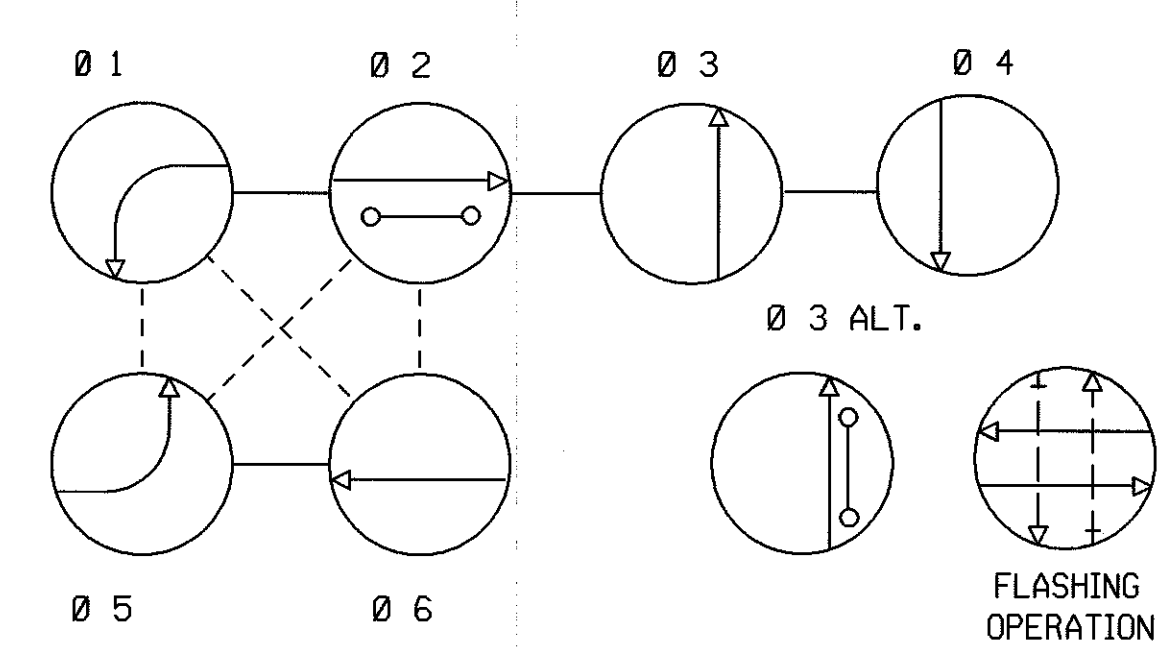 Ø 1
Ø 2
Ø 3
Ø 4
Ø 3 ALT.
Ø 5
Ø 6
FLASHING
OPERATION